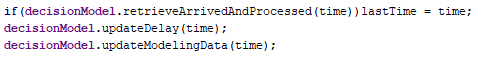 if(decisionModel.retrieveArrivedAndProcessed(time))lastTime = time;
decisionModel.updateDelay(time);
decisionModel.updateModelingData(time);